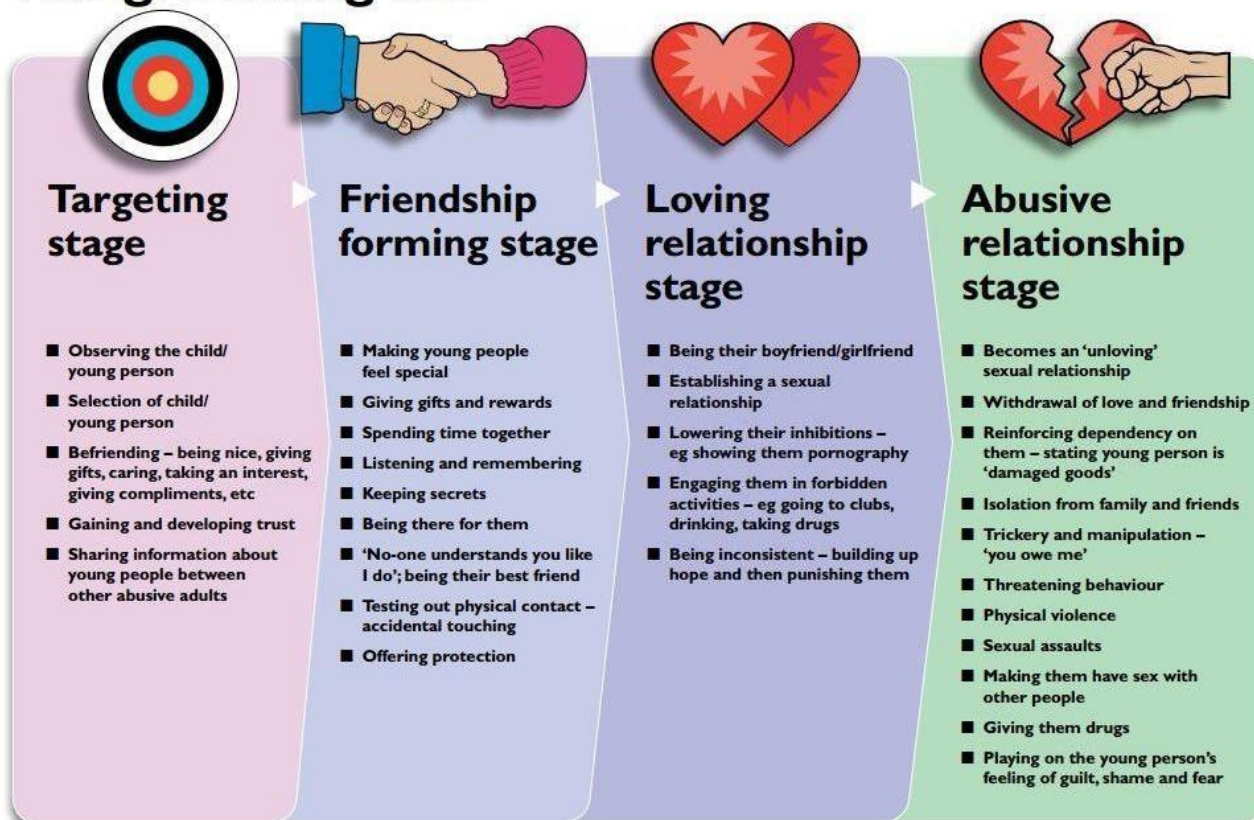 Targeting
stage
■ Observing the child/
young person
■ Selection of child/
young person
■ Befriending – being nice, giving
gifts, caring, taking an interest,
giving compliments, etc
■ Gaining and developing trust
■ Sharing information about
young people between
other abusive adults
Friendship
forming stage
■ Making young people
feel special
■ Giving gifts and rewards
■ Spending time together
■ Listening and remembering
■ Keeping secrets
■ Being there for them
■ ‘No-one understands you like
I do’; being their best friend
■ Testing out physical contact –
accidental touching
■ Offering protection
Loving
relationship
stage
■ Being their boyfriend/girlfriend
■ Establishing a sexual
relationship
■ Lowering their inhibitions –
eg showing them pornography
■ Engaging them in forbidden
activities – eg going to clubs,
drinking, taking drugs
■ Being inconsistent – building up
hope and then punishing them
Abusive
relationship
stage
■ Becomes an ‘unloving’
sexual relationship
■ Withdrawal of love and friendship
■ Reinforcing dependency on
them – stating young person is
‘damaged goods’
■ Isolation from family and friends
■ Trickery and manipulation –
‘you owe me’
■ Threatening behaviour
■ Physical violence
■ Sexual assaults
■ Making them have sex with
other people
■ Giving them drugs
■ Playing on the young person’s
feeling of guilt, shame and fear